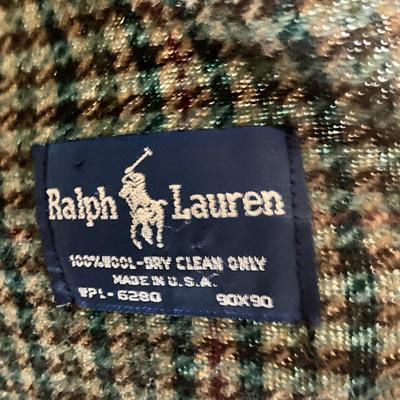 Ralph Lauren
100% WOOL-DRY CLEAN ONLY
MADE IN U.S.A.
WPL-6280 90X90